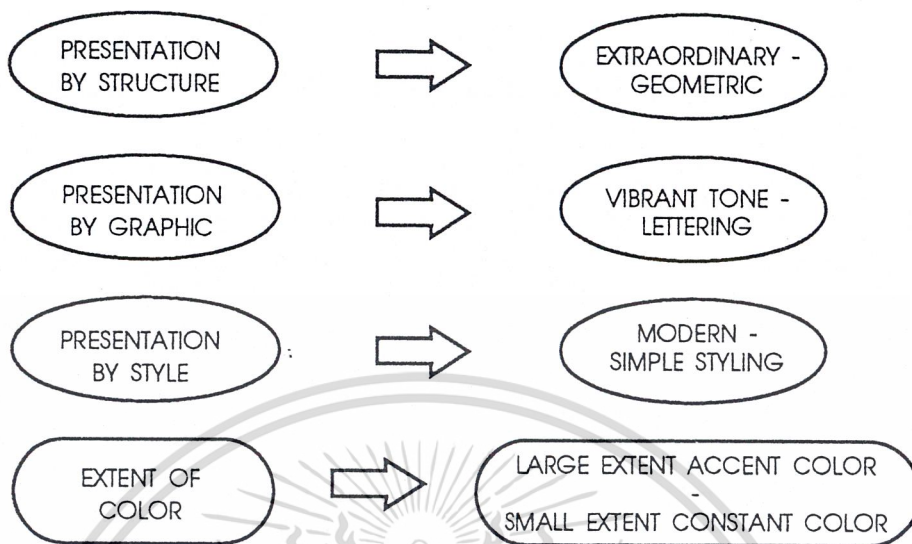 PRESENTATION
BY STRUCTURE
EXTRAORDINARY -
GEOMETRIC
PRESENTATION
BY GRAPHIC
VIBRANT TONE -
LETTERING
PRESENTATION
BY STYLE
MODERN -
SIMPLE STYLING
EXTENT OF
COLOR
LARGE EXTENT ACCENT COLOR
-
SMALL EXTENT CONSTANT COLOR